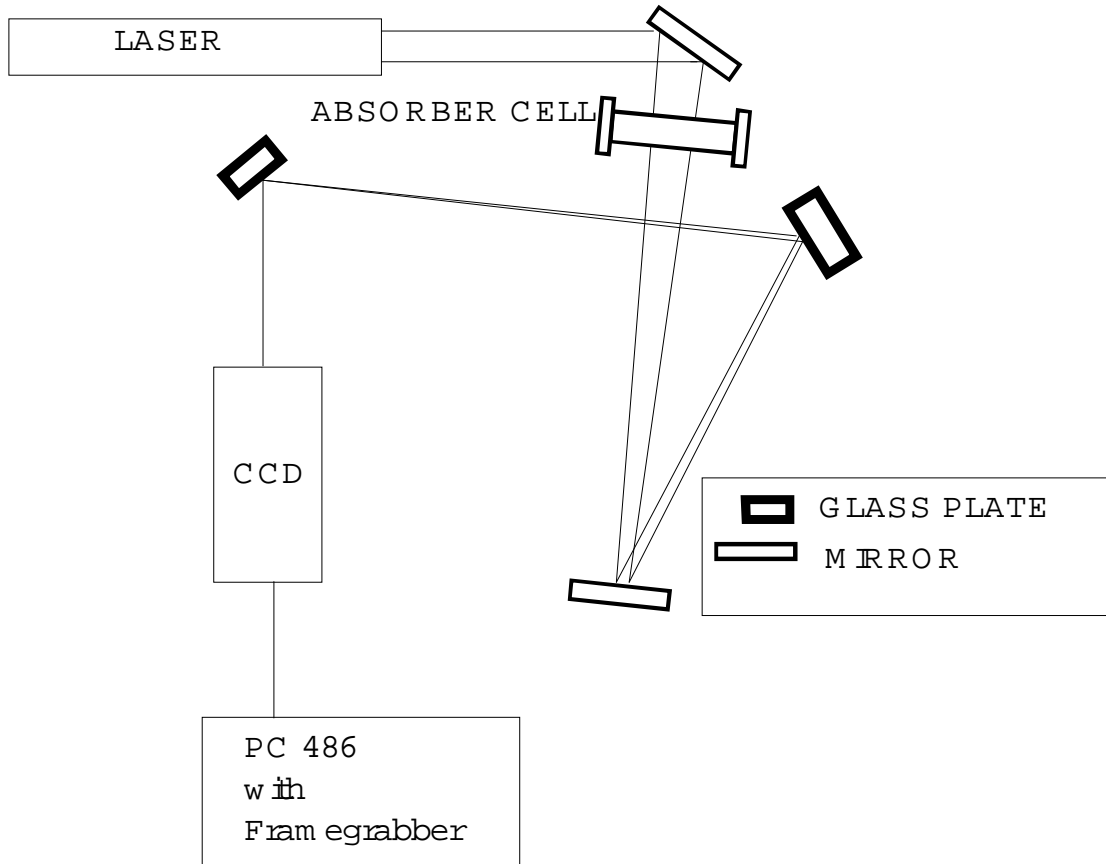 LASER
ABSORBER CELL
CCD
GLASS PLATE
MIRROR
PC 486
with
Framegrabber